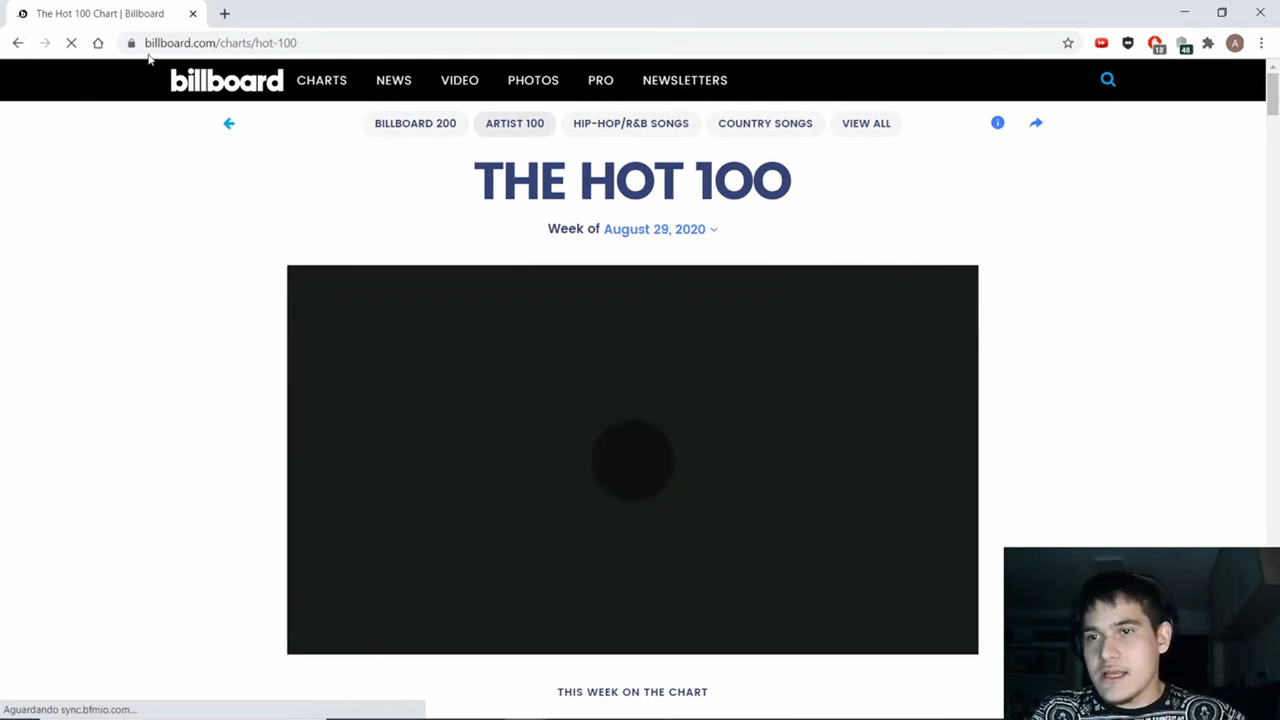 The Hot 100 Chart | Billboard
billboard.com/charts/hot-100
18
46
A
billboard CHARTS NEWS VIDEO PHOTOS PRO NEWSLETTERS
BILLBOARD 200 ARTIST 100 HIP-HOP/R&B SONGS COUNTRY SONGS VIEW ALL
THE HOT 100
Week of August 29, 2020
THIS WEEK ON THE CHART
Aguardando sync.bfmio.com...